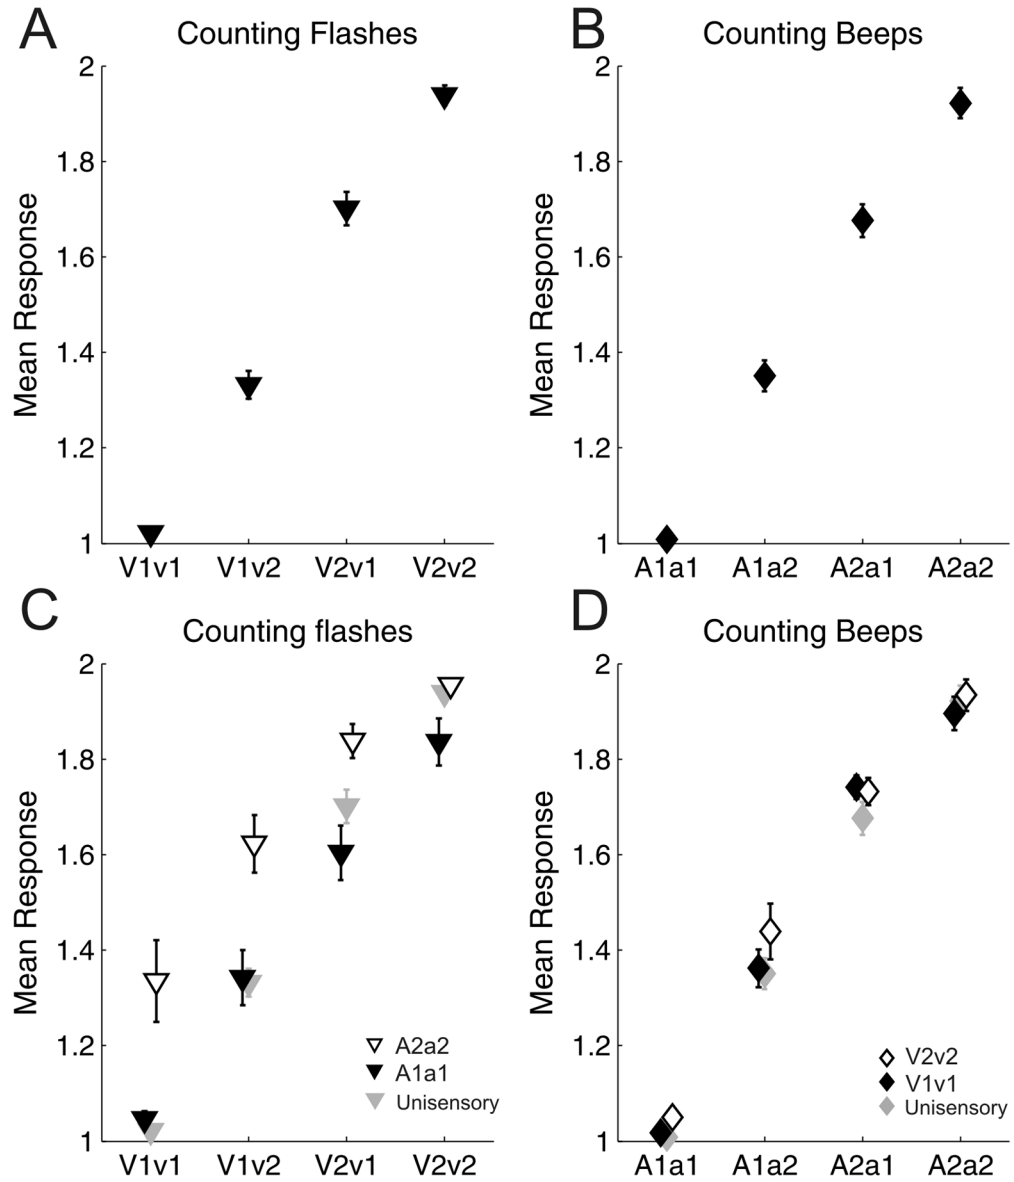 A
Counting Flashes
Mean Response
2
1.8
1.6
1.4
1.2
1
V1v1 V1v2 V2v1 V2v2
B
Counting Beeps
Mean Response
2
1.8
1.6
1.4
1.2
1
A1a1 A1a2 A2a1 A2a2
C
Counting flashes
Mean Response
2
1.8
1.6
1.4
1.2
1
A2a2
A1a1
Unisensory
V1v1 V1v2 V2v1 V2v2
D
Counting Beeps
Mean Response
2
1.8
1.6
1.4
1.2
1
V2v2
V1v1
Unisensory
A1a1 A1a2 A2a1 A2a2